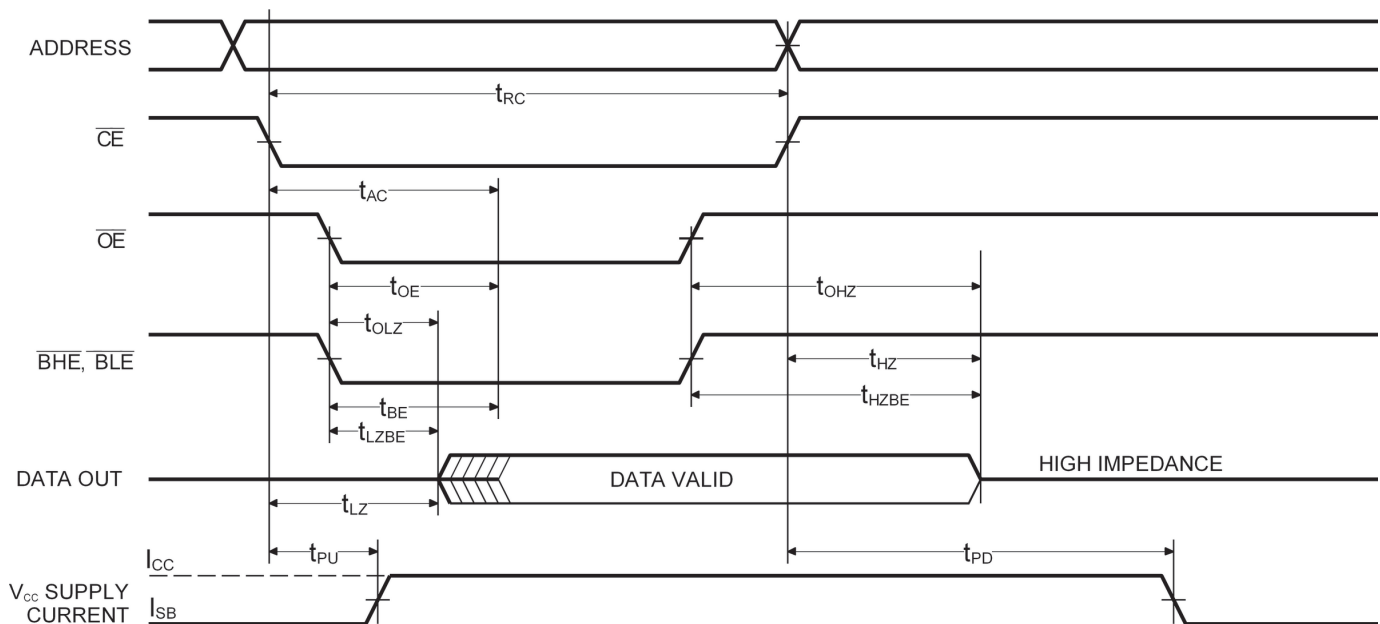 ADDRESS
tRC
CE
tAC
OE
tOE
tOHZ
tOLZ
BHE, BLE
tHZ
tBE
tHZBE
tLZBE
DATA OUT
DATA VALID
HIGH IMPEDANCE
tLZ
tPU
tPD
ICC
VCC SUPPLY
CURRENT
ISB